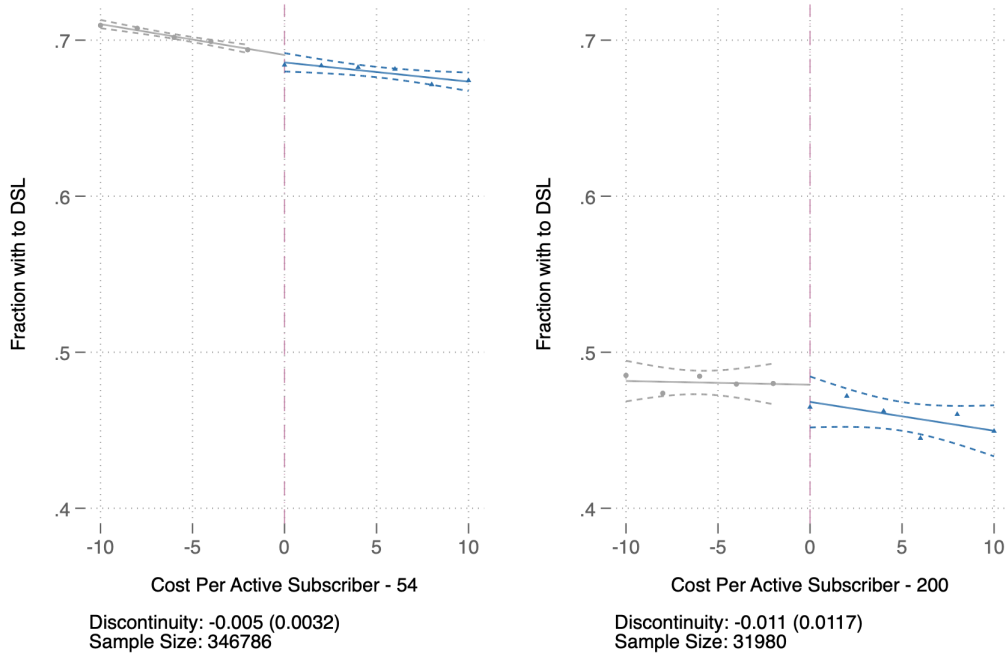 .7
.6
.5
.4
Fraction with to DSL
-10 -5 0 5 10
Cost Per Active Subscriber - 54
Discontinuity: -0.005 (0.0032)
Sample Size: 346786
.7
.6
.5
.4
Fraction with to DSL
-10 -5 0 5 10
Cost Per Active Subscriber - 200
Discontinuity: -0.011 (0.0117)
Sample Size: 31980